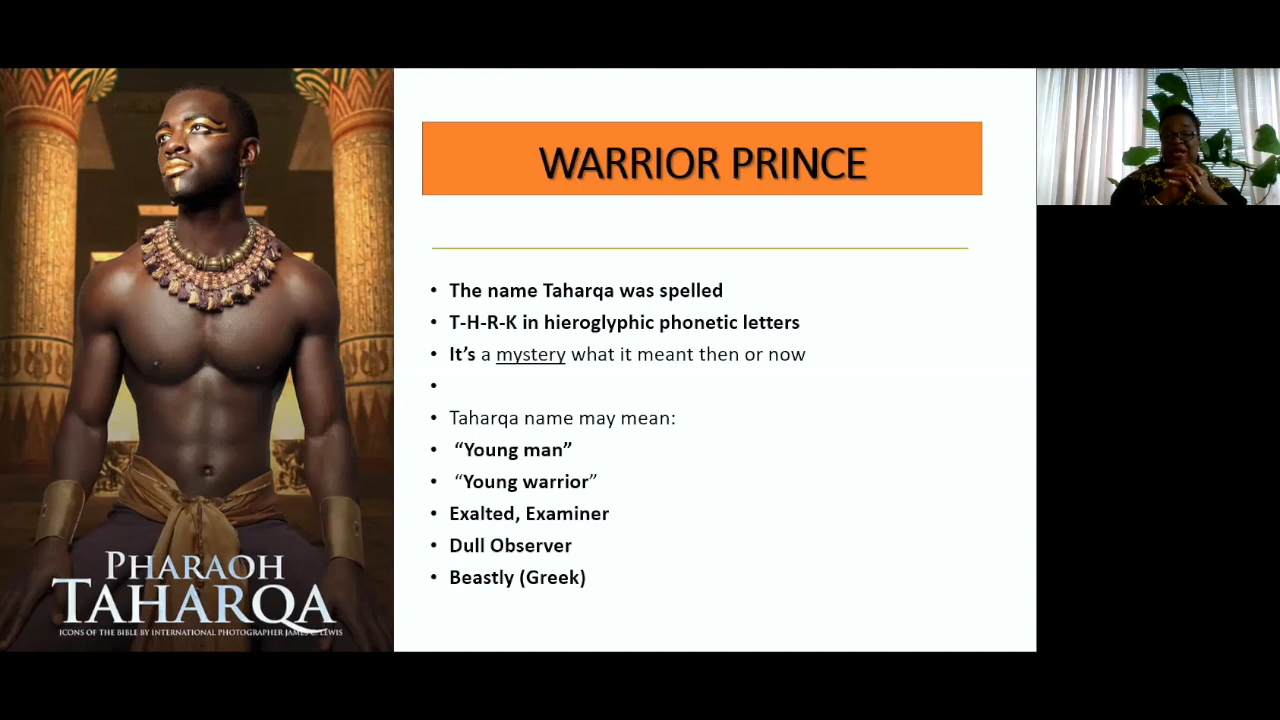 WARRIOR PRINCE
• The name Taharqa was spelled
• T-H-R-K in hieroglyphic phonetic letters
• It’s a mystery what it meant then or now
•
• Taharqa name may mean:
• “Young man”
• “Young warrior”
• Exalted, Examiner
• Dull Observer
• Beastly (Greek)
PHARAOH
TAHARQA
ICONS OF THE BIBLE BY INTERNATIONAL PHOTOGRAPHER JAMES C. LEWIS